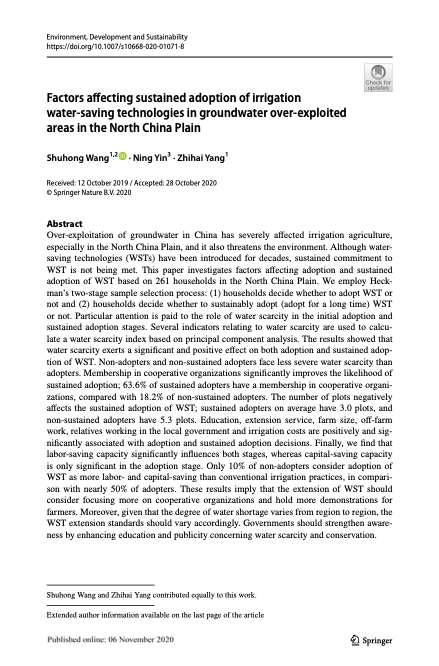 Environment, Development and Sustainability
https://doi.org/10.1007/s10668-020-01071-8
Check for
updates
Factors affecting sustained adoption of irrigation
water-saving technologies in groundwater over-exploited
areas in the North China Plain
Shuhong Wang1,2 · Ning Yin3 · Zhihai Yang1
Received: 12 October 2019 / Accepted: 28 October 2020
© Springer Nature B.V. 2020
Abstract
Over-exploitation of groundwater in China has severely affected irrigation agriculture,
especially in the North China Plain, and it also threatens the environment. Although water-
saving technologies (WSTs) have been introduced for decades, sustained commitment to
WST is not being met. This paper investigates factors affecting adoption and sustained
adoption of WST based on 261 households in the North China Plain. We employ Heck-
man's two-stage sample selection process: (1) households decide whether to adopt WST or
not and (2) households decide whether to sustainably adopt (adopt for a long time) WST
or not. Particular attention is paid to the role of water scarcity in the initial adoption and
sustained adoption stages. Several indicators relating to water scarcity are used to calcu-
late a water scarcity index based on principal component analysis. The results showed that
water scarcity exerts a significant and positive effect on both adoption and sustained adop-
tion of WST. Non-adopters and non-sustained adopters face less severe water scarcity than
adopters. Membership in cooperative organizations significantly improves the likelihood of
sustained adoption; 63.6% of sustained adopters have a membership in cooperative organi-
zations, compared with 18.2% of non-sustained adopters. The number of plots negatively
affects the sustained adoption of WST; sustained adopters on average have 3.0 plots, and
non-sustained adopters have 5.3 plots. Education, extension service, farm size, off-farm
work, relatives working in the local government and irrigation costs are positively and sig-
nificantly associated with adoption and sustained adoption decisions. Finally, we find that
labor-saving capacity significantly influences both stages, whereas capital-saving capacity
is only significant in the adoption stage. Only 10% of non-adopters consider adoption of
WST as more labor- and capital-saving than conventional irrigation practices, in compari-
son with nearly 50% of adopters. These results imply that the extension of WST should
consider focusing more on cooperative organizations and hold more demonstrations for
farmers. Moreover, given that the degree of water shortage varies from region to region, the
WST extension standards should vary accordingly. Governments should strengthen aware-
ness by enhancing education and publicity concerning water scarcity and conservation.
Shuhong Wang and Zhihai Yang contributed equally to this work.
Extended author information available on the last page of the article
Published online: 06 November 2020
Springer